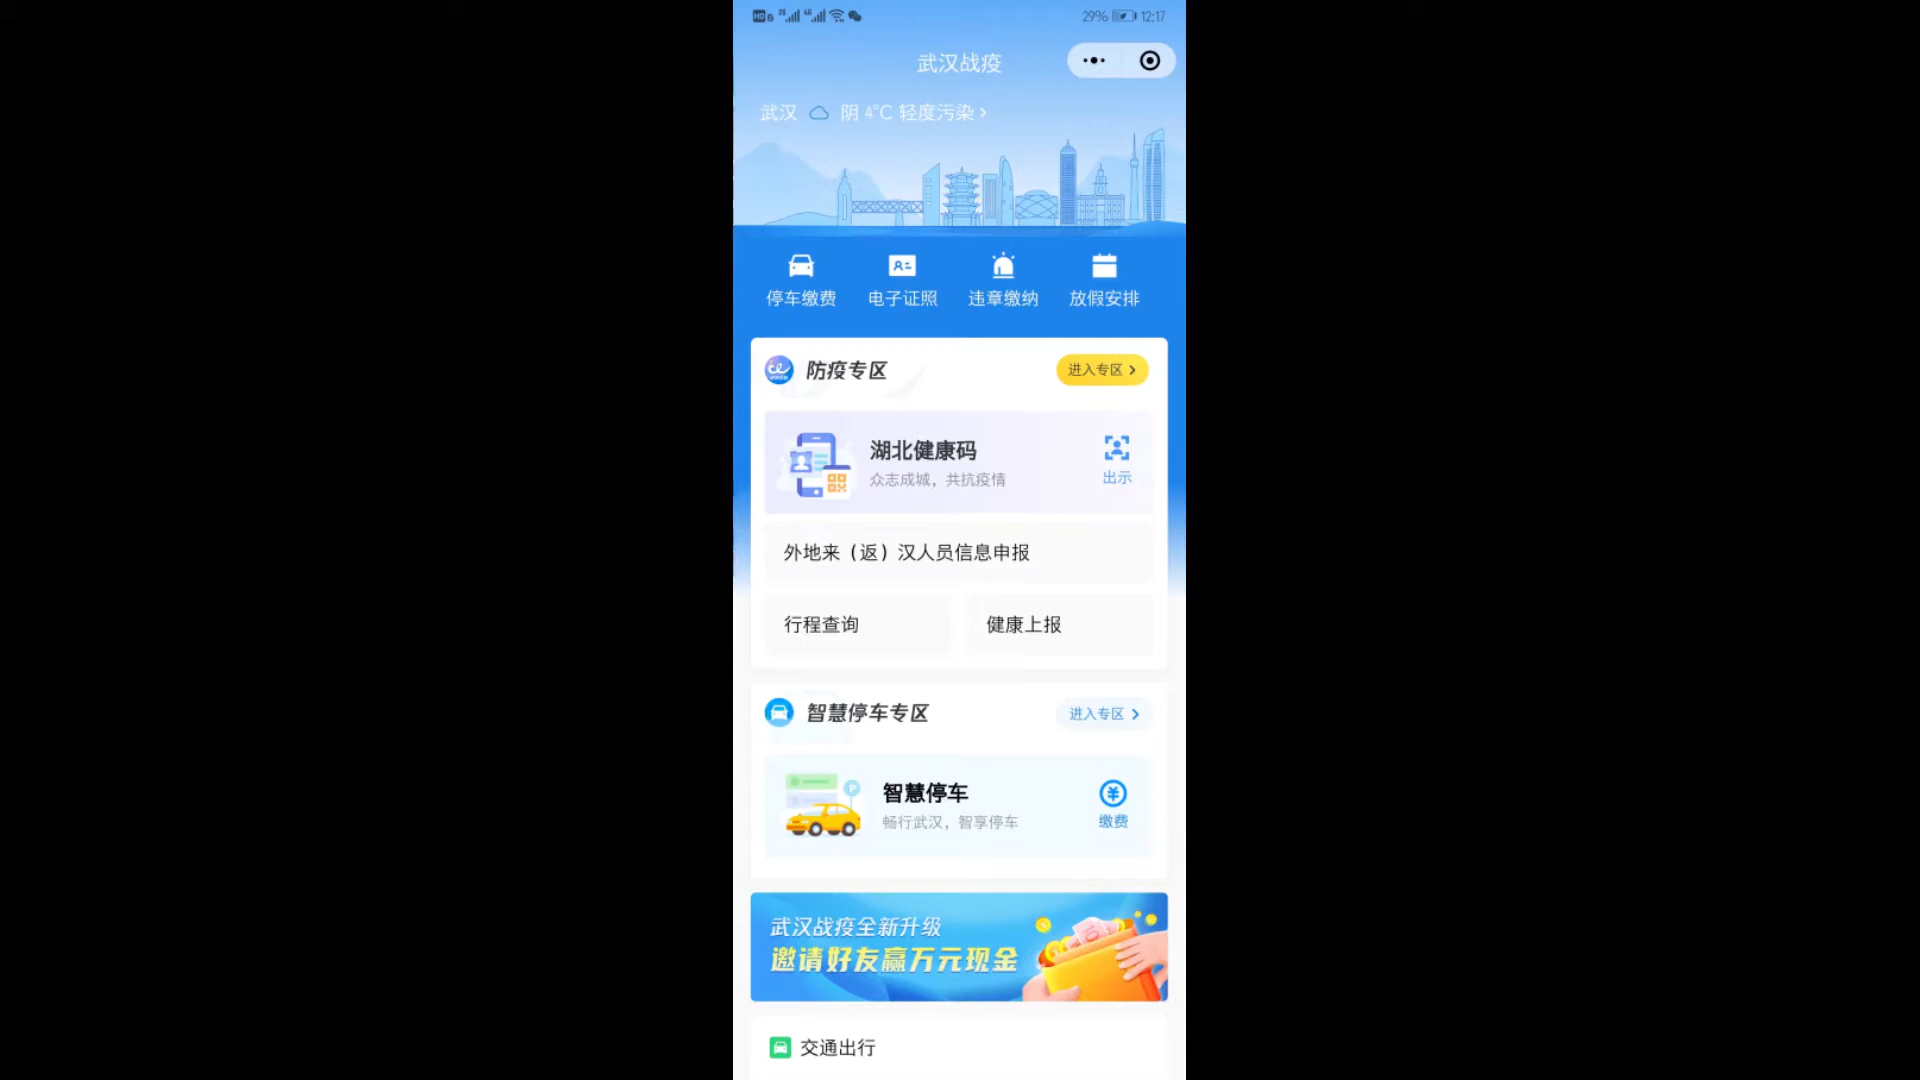 29% 12:17
武汉战疫
武汉 阴 4℃ 轻度污染
停车缴费 电子证照 违章缴纳 放假安排
防疫专区 进入专区
湖北健康码
众志成城，共抗疫情
出示
外地来（返）汉人员信息申报
行程查询 健康上报
智慧停车专区 进入专区
智慧停车
畅行武汉，智享停车
缴费
武汉战疫全新升级
邀请好友赢万元现金
交通出行